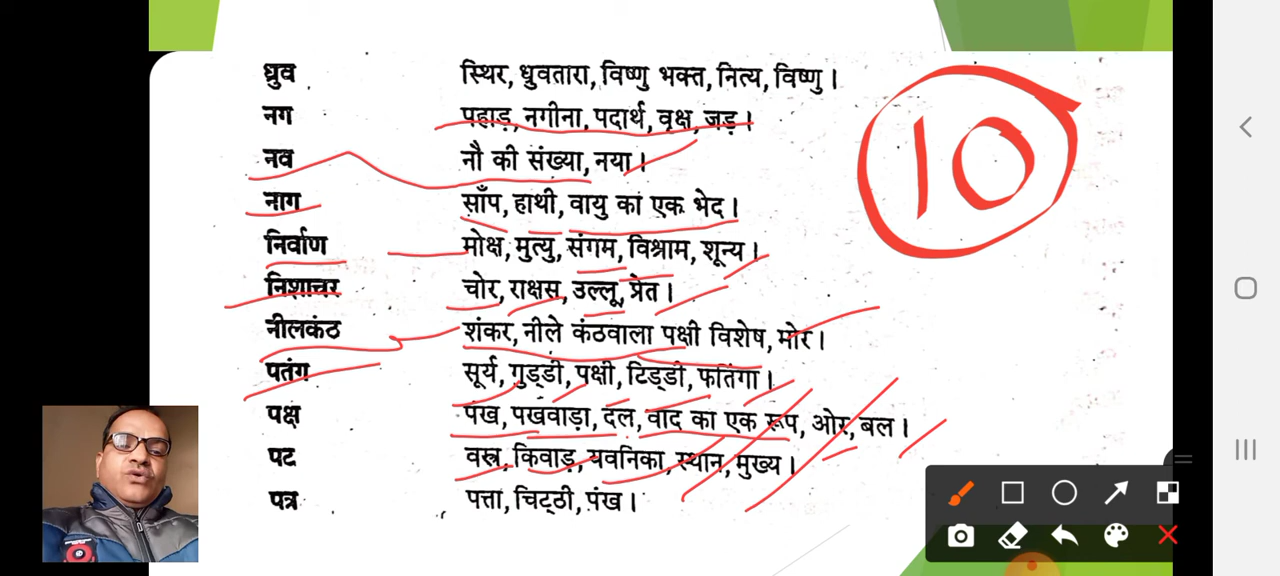 ध्रुव स्थिर, ध्रुवतारा, विष्णु भक्त, नित्य, विष्णु ।
नग पहाड़, नगीना, पदार्थ, वृक्ष, जड़ ।
नव नौ की संख्या, नया ।
नाग साँप, हाथी, वायु का एक भेद ।
निर्वाण मोक्ष, मुत्यु, संगम, विश्राम, शून्य ।
निशाचर चोर, राक्षस, उल्लू, प्रेत ।
नीलकंठ शंकर, नीले कंठवाला पक्षी विशेष, मोर ।
पतंग सूर्य, गुड्डी, पक्षी, टिड्डी, फतिंगा ।
पक्ष पंख, पखवाड़ा, दल, वाद का एक रूप, ओर, बल ।
पट वस्त्र, किवाड़, यवनिका, स्थान, मुख्य ।
पत्र पत्ता, चिट्ठी, पंख ।
10